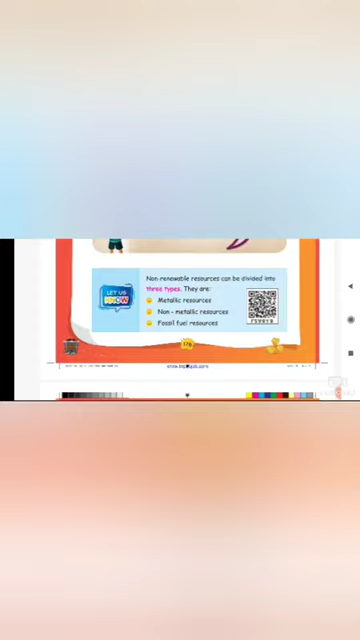 Non-renewable resources can be divided into
three types. They are:
LET US
KNOW
Metallic resources
Non - metallic resources
Fossil fuel resources
176